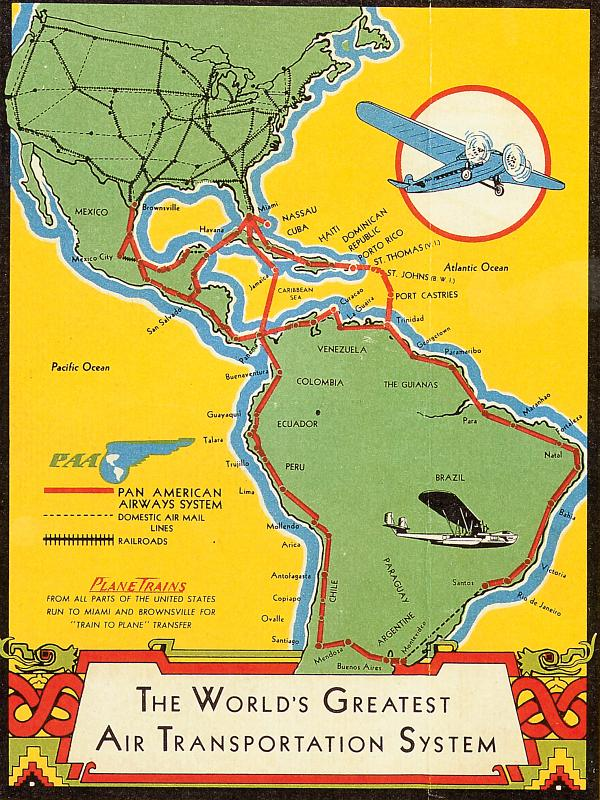 MEXICO
Brownsville
Miami
NASSAU
CUBA
Havana
HAITI
DOMINICAN
REPUBLIC
PORTO RICO
ST. THOMAS (V. I.)
ST. JOHNS (B. W. I.)
Atlantic Ocean
Mexico City
Jamaica
CARIBBEAN
SEA
PORT CASTRIES
San Salvador
Curacao
La Guaira
Trinidad
Georgetown
Paramaribo
Panama
VENEZUELA
Pacific Ocean
Buenaventura
COLOMBIA
THE GUIANAS
Maranhao
Fortaleza
Guayaquil
ECUADOR
Para
Talara
Natal
Trujillo
PERU
BRAZIL
Lima
Bahia
Mollendo
Arica
Antofagasta
Copiapo
Ovalle
Santiago
CHILE
PARAGUAY
Victoria
Santos
Rio de Janeiro
ARGENTINE
Montevideo
Mendoza
Buenos Aires
PAA
PAN AMERICAN
AIRWAYS SYSTEM
DOMESTIC AIR MAIL
LINES
RAILROADS
PLANETRAINS
FROM ALL PARTS OF THE UNITED STATES
RUN TO MIAMI AND BROWNSVILLE FOR
"TRAIN TO PLANE" TRANSFER
THE WORLD'S GREATEST
AIR TRANSPORTATION SYSTEM